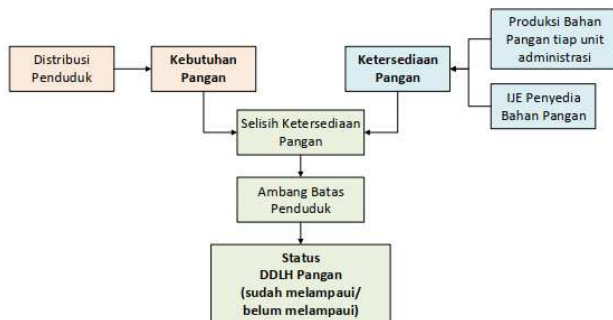 Distribusi
Penduduk
Kebutuhan
Pangan
Ketersediaan
Pangan
Produksi Bahan
Pangan tiap unit
administrasi
IJE Penyedia
Bahan Pangan
Selisih Ketersediaan
Pangan
Ambang Batas
Penduduk
Status
DDLH Pangan
(sudah melampaui/
belum melampaui)